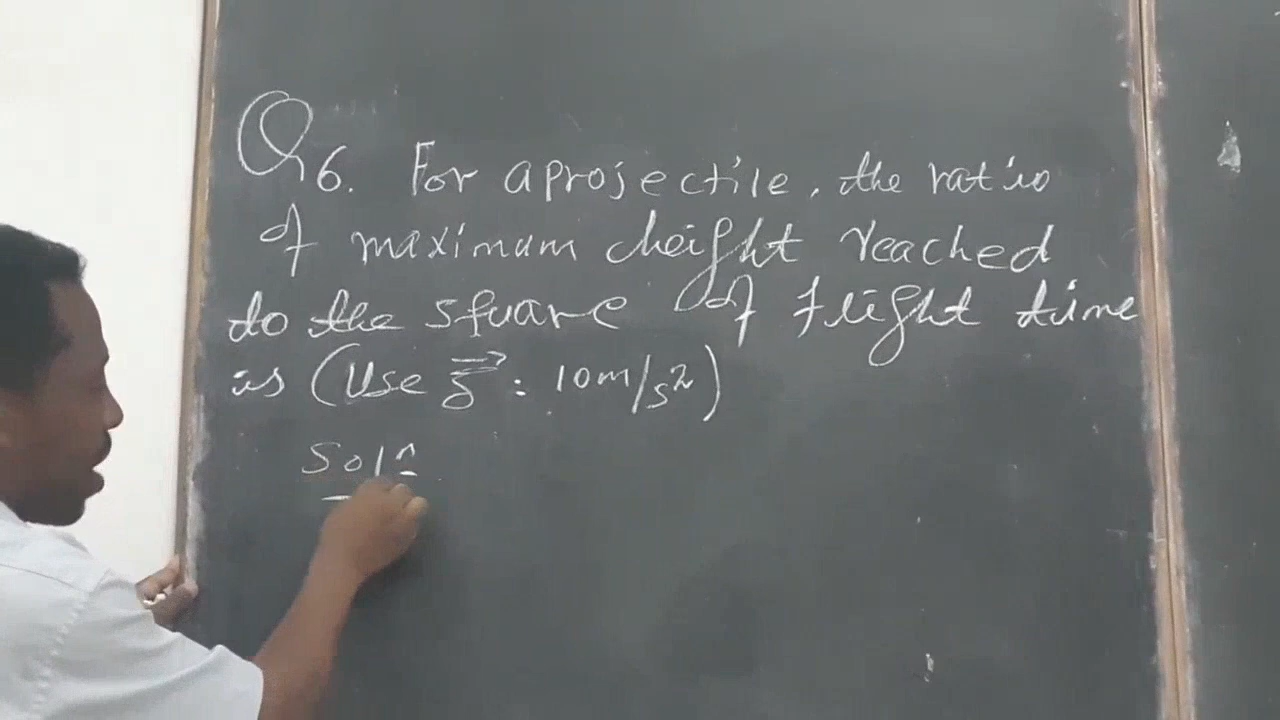 Q6. For a projectile, the ratio
of maximum height reached
to the square of flight time
is (Use g⃗ : 10m/s²)
Solⁿ